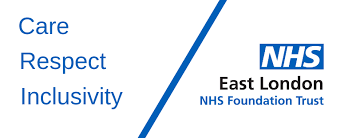 Care
Respect
Inclusivity
NHS
East London
NHS Foundation Trust